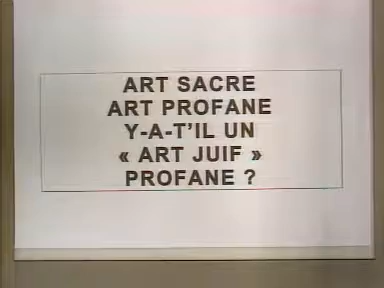 ART SACRE
ART PROFANE
Y-A-T'IL UN
« ART JUIF »
PROFANE ?